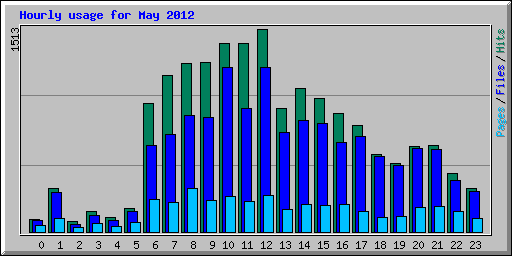 Hourly usage for May 2012
1513
Pages/Files/Hits
0 1 2 3 4 5 6 7 8 9 10 11 12 13 14 15 16 17 18 19 20 21 22 23